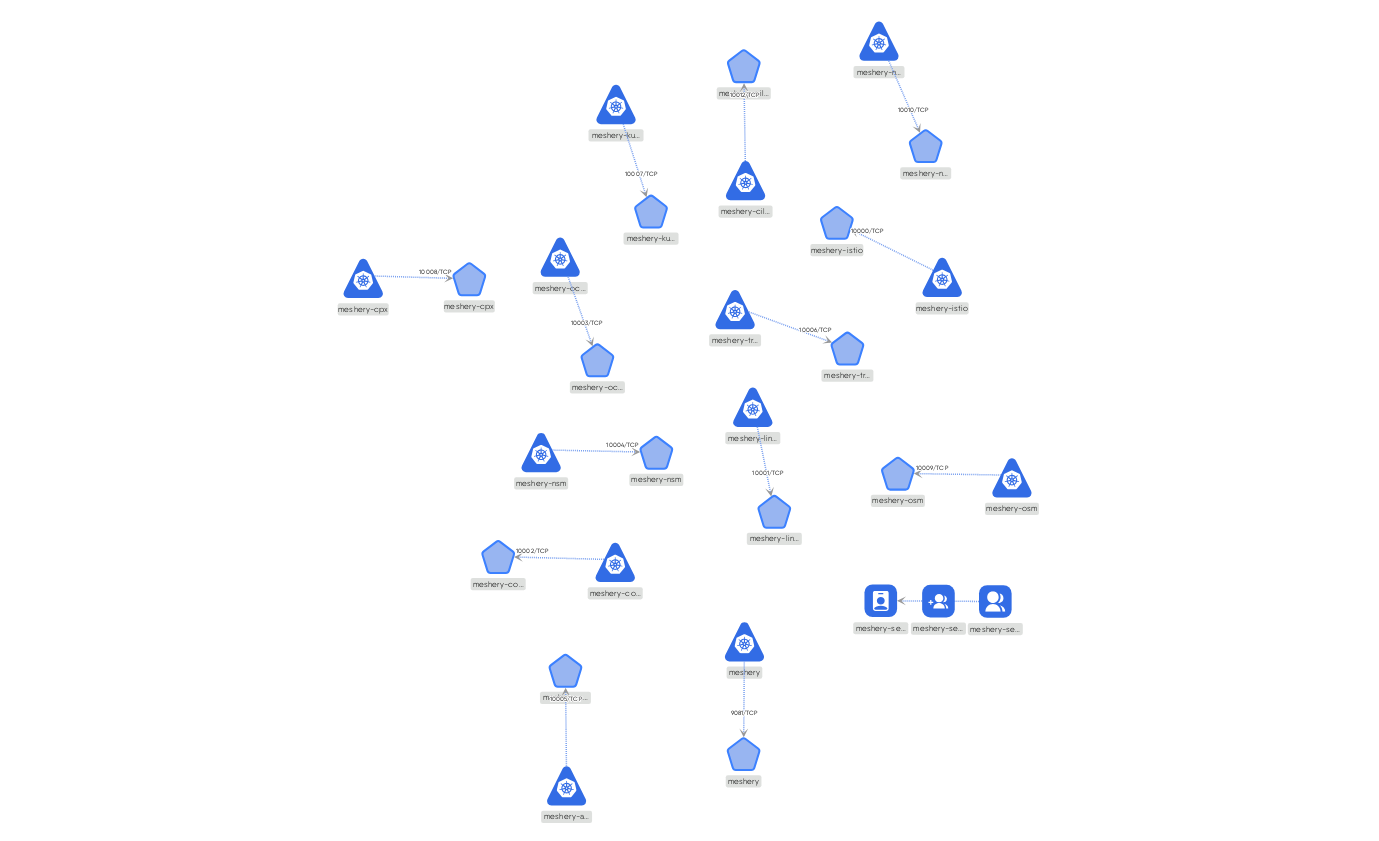 meshery-n...
me
il...
10012/TCP
10010/TCP
meshery-ku...
meshery-n...
10007/TCP
meshery-cil...
meshery-ku...
10000/TCP
meshery-istio
10008/TCP
meshery-oc...
meshery-cpx
meshery-cpx
meshery-istio
10003/TCP
10006/TCP
meshery-tr...
meshery-tr...
meshery-oc...
meshery-lin...
10004/TCP
10001/TCP
10009/TCP
meshery-nsm
meshery-nsm
meshery-osm
meshery-osm
meshery-lin...
10002/TCP
meshery-co...
meshery-co...
meshery-se...
meshery-se...
meshery-se...
meshery
10005/TCP
9081/TCP
meshery
meshery-a...